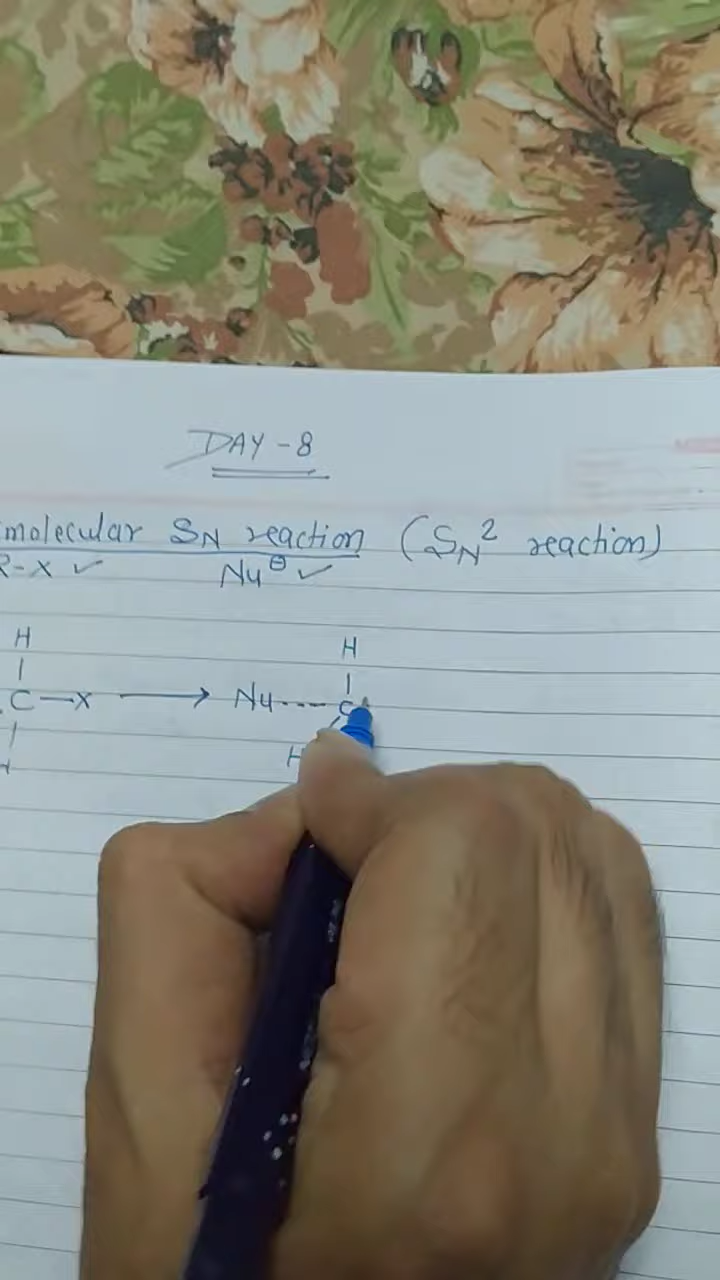 DAY - 8
molecular SN reaction (SN2 reaction)
R-X ✓ Nu⊖ ✓
H H
C—X ⟶ Nu----C
H H